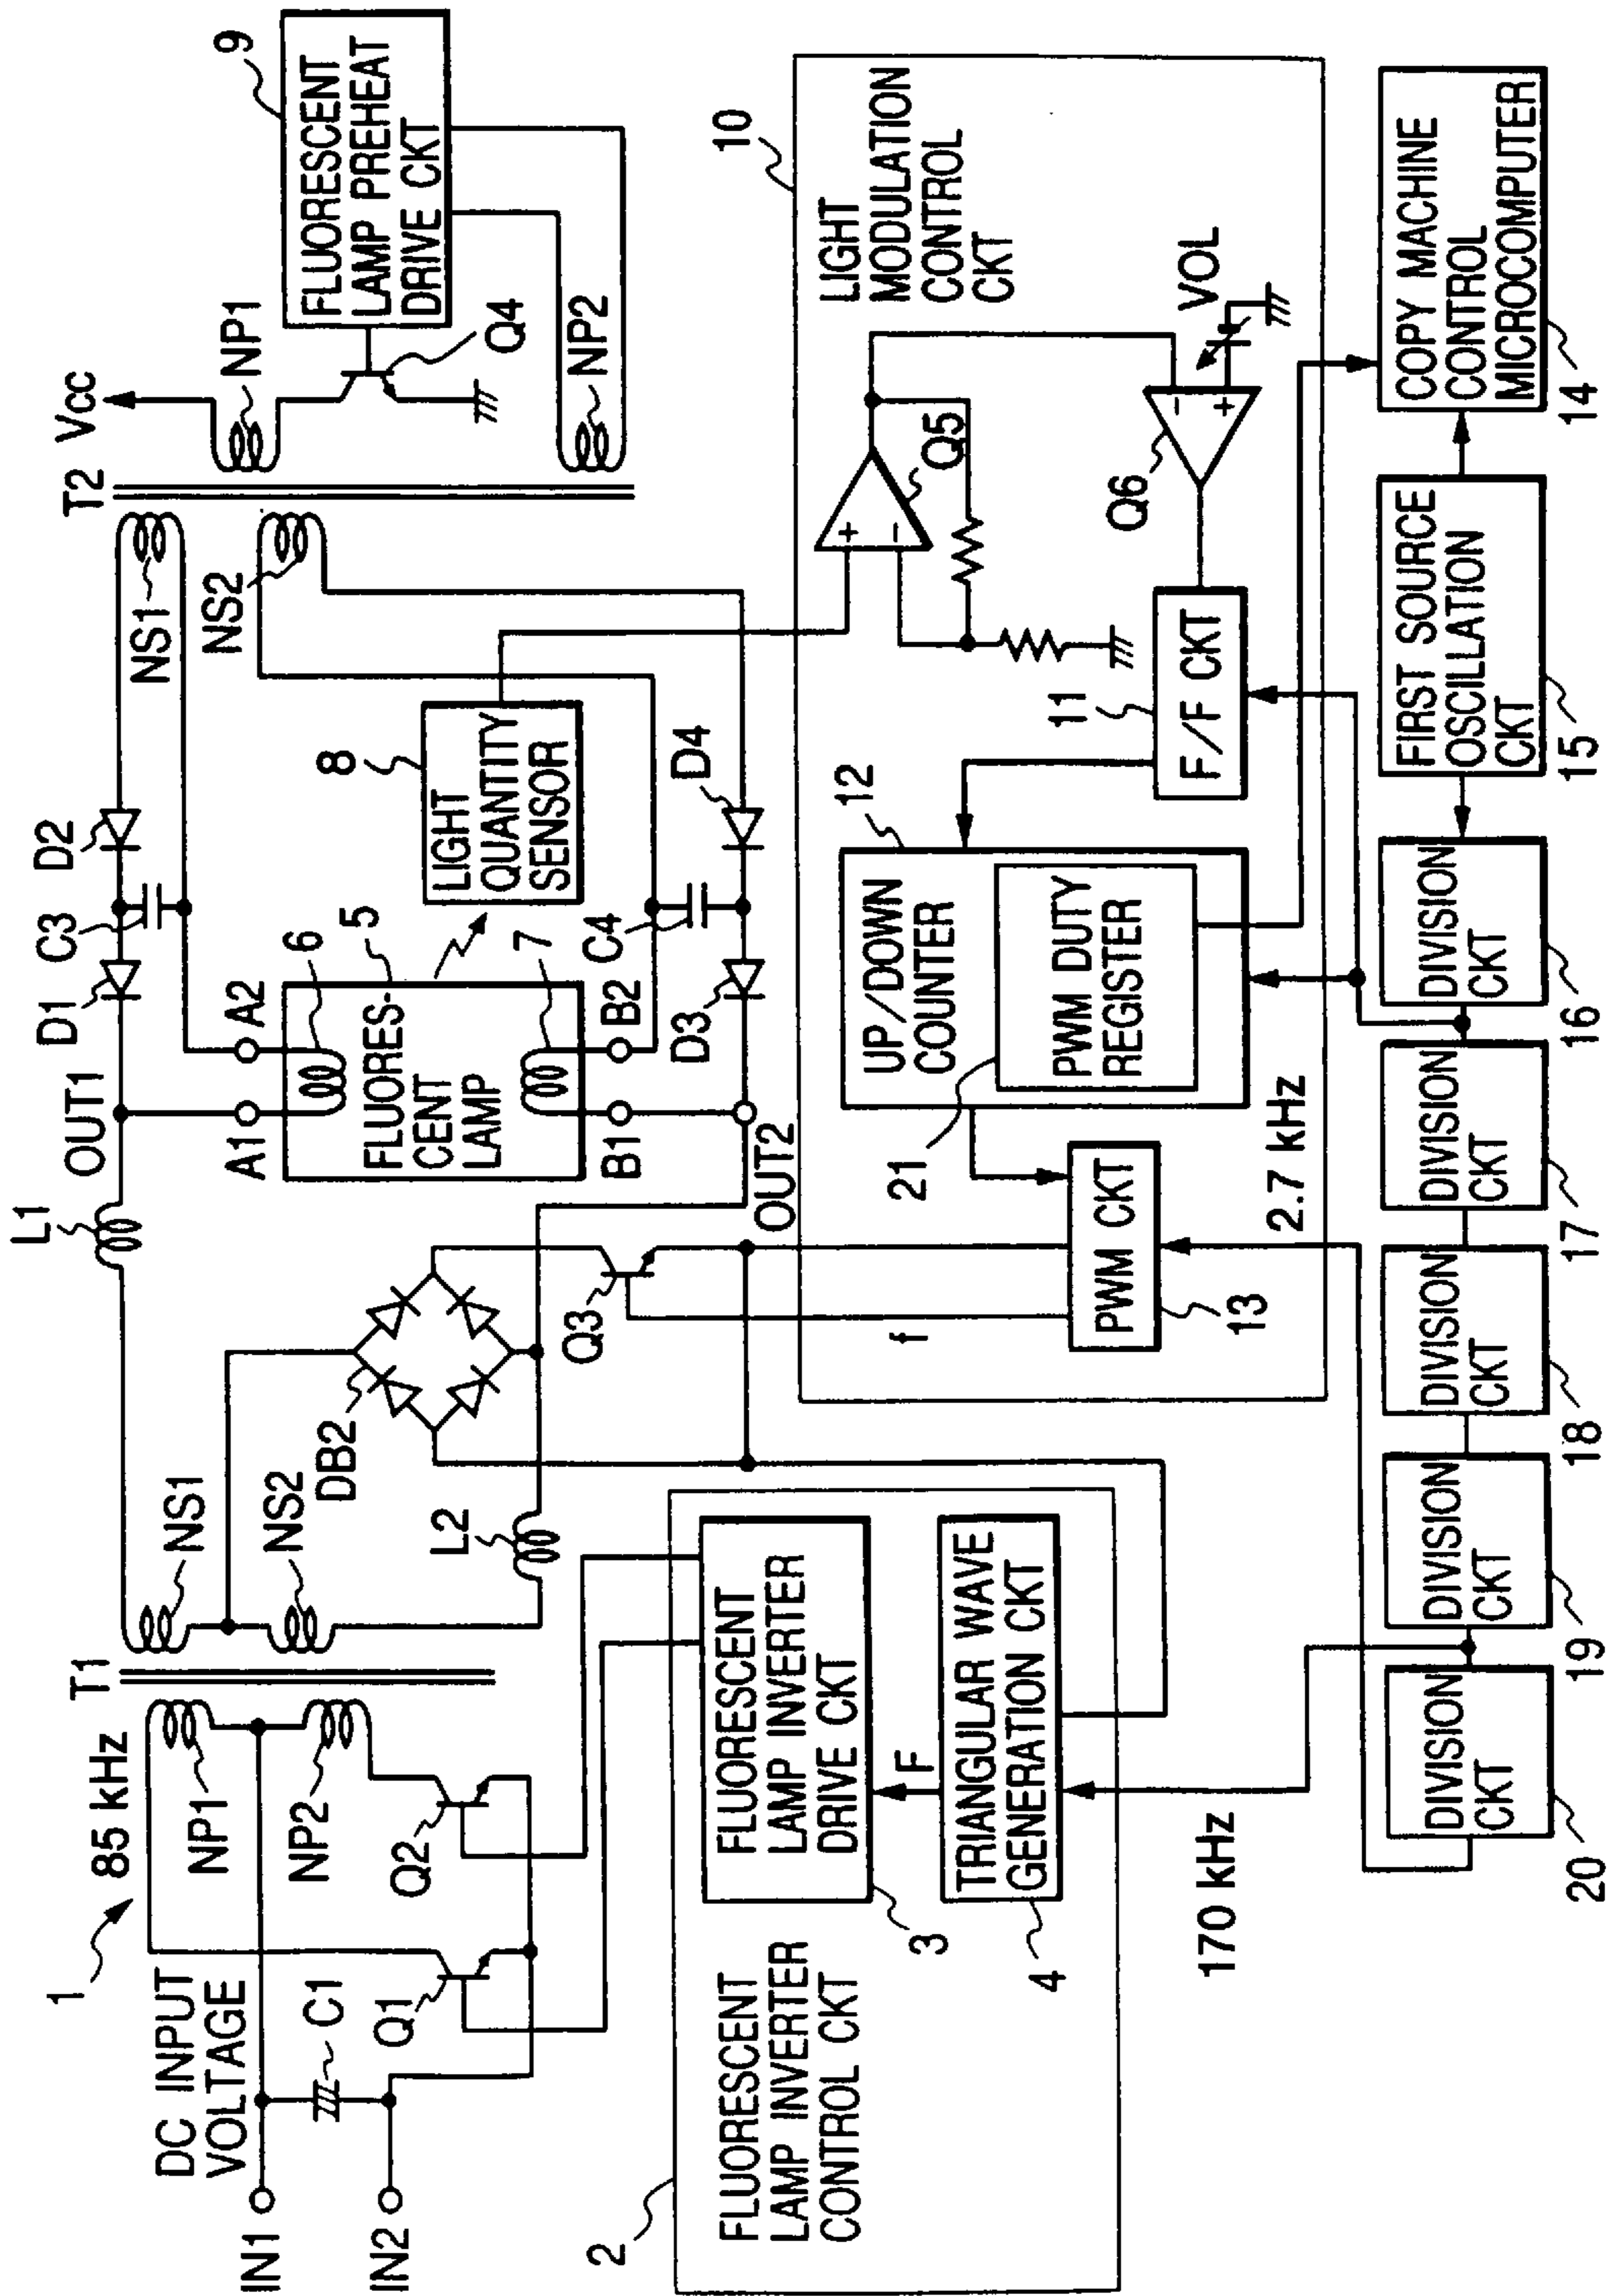 1
85 kHz
T1
DC INPUT
VOLTAGE
IN1
IN2
C1
NP1
NP2
Q1
Q2
NS1
NS2
L1
L2
DB2
Q3
OUT1
OUT2
D1
C3
D2
A1
A2
6
5
FLUORES-
CENT
LAMP
7
B1
B2
D3
C4
D4
8
LIGHT
QUANTITY
SENSOR
NS1
NS2
T2
Vcc
NP1
NP2
Q4
9
FLUORESCENT
LAMP PREHEAT
DRIVE CKT
2
FLUORESCENT
LAMP INVERTER
CONTROL CKT
FLUORESCENT
LAMP INVERTER
DRIVE CKT
3
F
TRIANGULAR WAVE
GENERATION CKT
4
170 kHz
10
LIGHT
MODULATION
CONTROL
CKT
f
PWM CKT
13
2.7 kHz
12
UP/DOWN
COUNTER
21
PWM DUTY
REGISTER
11
F/F CKT
+
-
Q5
Q6
-
+
VOL
DIVISION
CKT
20
DIVISION
CKT
19
DIVISION
CKT
18
DIVISION
CKT
17
DIVISION
CKT
16
FIRST SOURCE
OSCILLATION
CKT
15
COPY MACHINE
CONTROL
MICROCOMPUTER
14